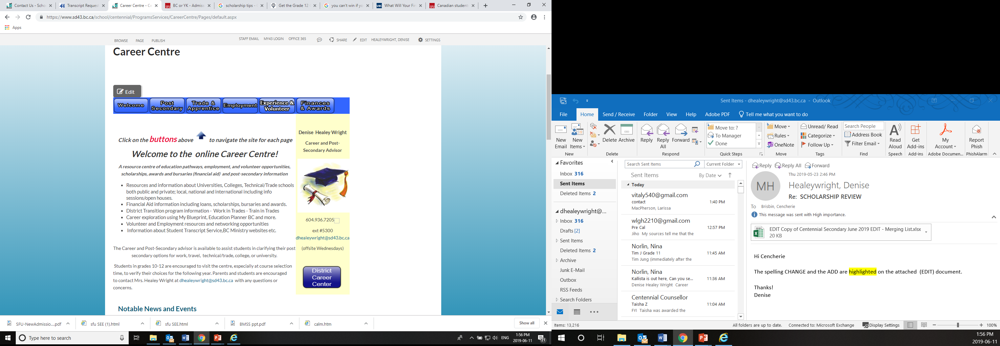 Contact Us - Scho
Transcript Request
Career Centre - Ce
BC or YK - Admiss
scholarship tips - G
Get the Grade 12
you can't win if yo
What Will Your Fir
Canadian students
https://www.sd43.bc.ca/school/centennial/ProgramsServices/CareerCentre/Pages/default.aspx
Apps
BROWSE PAGE PUBLISH
STAFF EMAIL MY43 LOGIN OFFICE 365 SHARE EDIT HEALEYWRIGHT, DENISE SETTINGS
Career Centre
Edit
Welcome
Post Secondary
Trade & Apprentice
Employment
Experience & Volunteer
Finances & Awards
Click on the buttons above to navigate the site for each page
Welcome to the online Career Centre!
A resource centre of education pathways, employment, and volunteer opportunities,
scholarships, awards and bursaries (financial aid) and post-secondary information
• Resources and information about Universities, Colleges, Technical/Trade schools
both public and private; local, national and international including info
sessions/open houses.
• Financial Aid information including loans, scholarships, bursaries and awards.
• District Transition program information - Work in Trades - Train in Trades
• Career exploration using My Blueprint, Education Planner BC and more.
• Volunteer and Employment resources and networking opportunities
• Information about Student Transcript Service,BC Ministry websites etc.
The Career and Post-Secondary advisor is available to assist students in clarifying their post
secondary options for work, travel, technical/trade, college, or university.
Students in grades 10-12 are encouraged to visit the centre, especially at course selection
time, to verify their choices for the following year. Parents and students are encouraged
to contact Mrs. Healey Wright at dhealeywright@sd43.bc.ca with any questions or
concerns.
Notable News and Events
Denise Healey Wright
Career and Post-
Secondary Advisor
604.936.7205
ext #5300
dhealeywright@sd43.bc.ca
(offsite Wednesdays)
District
Career
Center
SFU-NewAdmissio....pdf
sfu SEE (1).html
sfu SEE.html
BMSS ppt.pdf
calm.htm
Show all
Type here to search
ENG
1:56 PM
2019-06-11
21
Sent Items - dhealeywright@sd43.bc.ca - Outlook
File Home Send / Receive Folder View Help Adobe PDF Tell me what you want to do
New Email
New Items
New
Delete Archive
Delete
Reply
Reply All
Forward
Respond
Move to: ?
To Manager
Done
Quick Steps
Move
Rules
OneNote
Move
Unread/ Read
Categorize
Follow Up
Tags
Search People
Address Book
Filter Email
Find
Read Aloud
Speech
Get Add-ins
Add-ins
My Account
Adobe Documen...
Report Phish
PhishAlarm
Favorites
Inbox 316
Sent Items
Deleted Items 2
dhealeywright@...
Inbox 316
Drafts [2]
Sent Items
Deleted Items 2
Archive
Junk E-Mail
Outbox
RSS Feeds
Search Folders
Search Sent Items
Current Folder
Sent Items
By Date
Today
vitaly540@gmail.com
contact 1:40 PM
MacPherson, Larissa
wlgh2210@gmail.com
Pre Cal 12:57 PM
Jiho My sources tell me that the
Norlin, Nina
Tim J Grade 11 11:45 AM
Tim Jung (immediately after the
Norlin, Nina
Kallista is out here, Can you se... 11:36 AM
Denise Healey Wright Career
Centennial Counsellor
Taisha Z 11:04 AM
FYI Taisha was awarded the
Reply Reply All Forward
Thu 2019-05-23 2:46 PM
MH
Healeywright, Denise
Re: SCHOLARSHIP REVIEW
To Brisbin, Cencherie
This message was sent with High importance.
EDIT Copy of Centennial Secondary June 2019 EDIT - Merging List.xlsx
20 KB
Hi Cencherie
The spelling CHANGE and the ADD are highlighted on the attached (EDIT) document.
Thanks!
Denise
Items: 13,216
All folders are up to date.
Connected to: Microsoft Exchange
Display Settings
100%
1:56 PM
2019-06-11